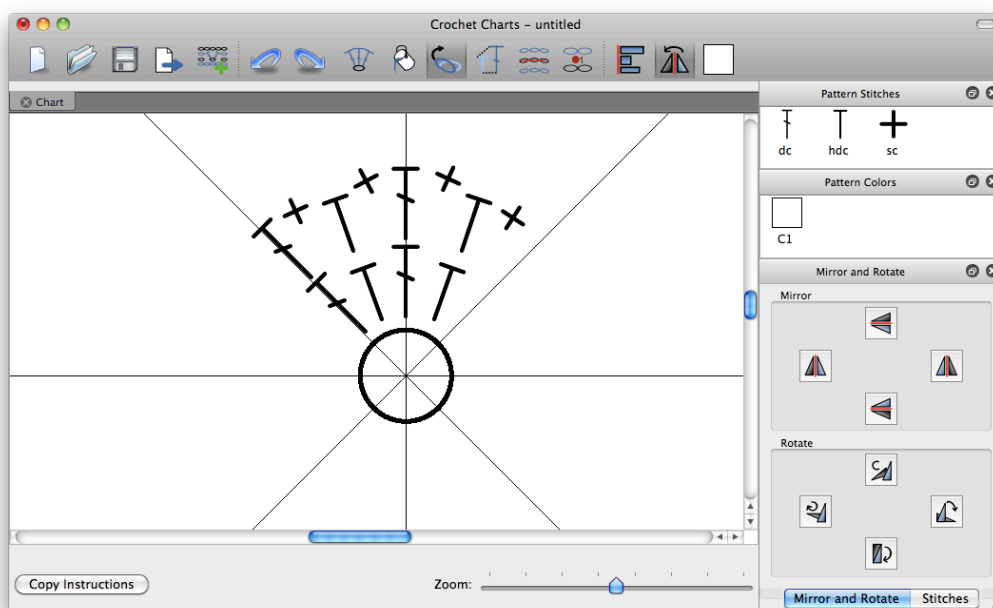 Crochet Charts - untitled
Chart
Pattern Stitches
dc hdc sc
Pattern Colors
C1
Mirror and Rotate
Mirror
Rotate
Copy Instructions
Zoom:
Mirror and Rotate Stitches